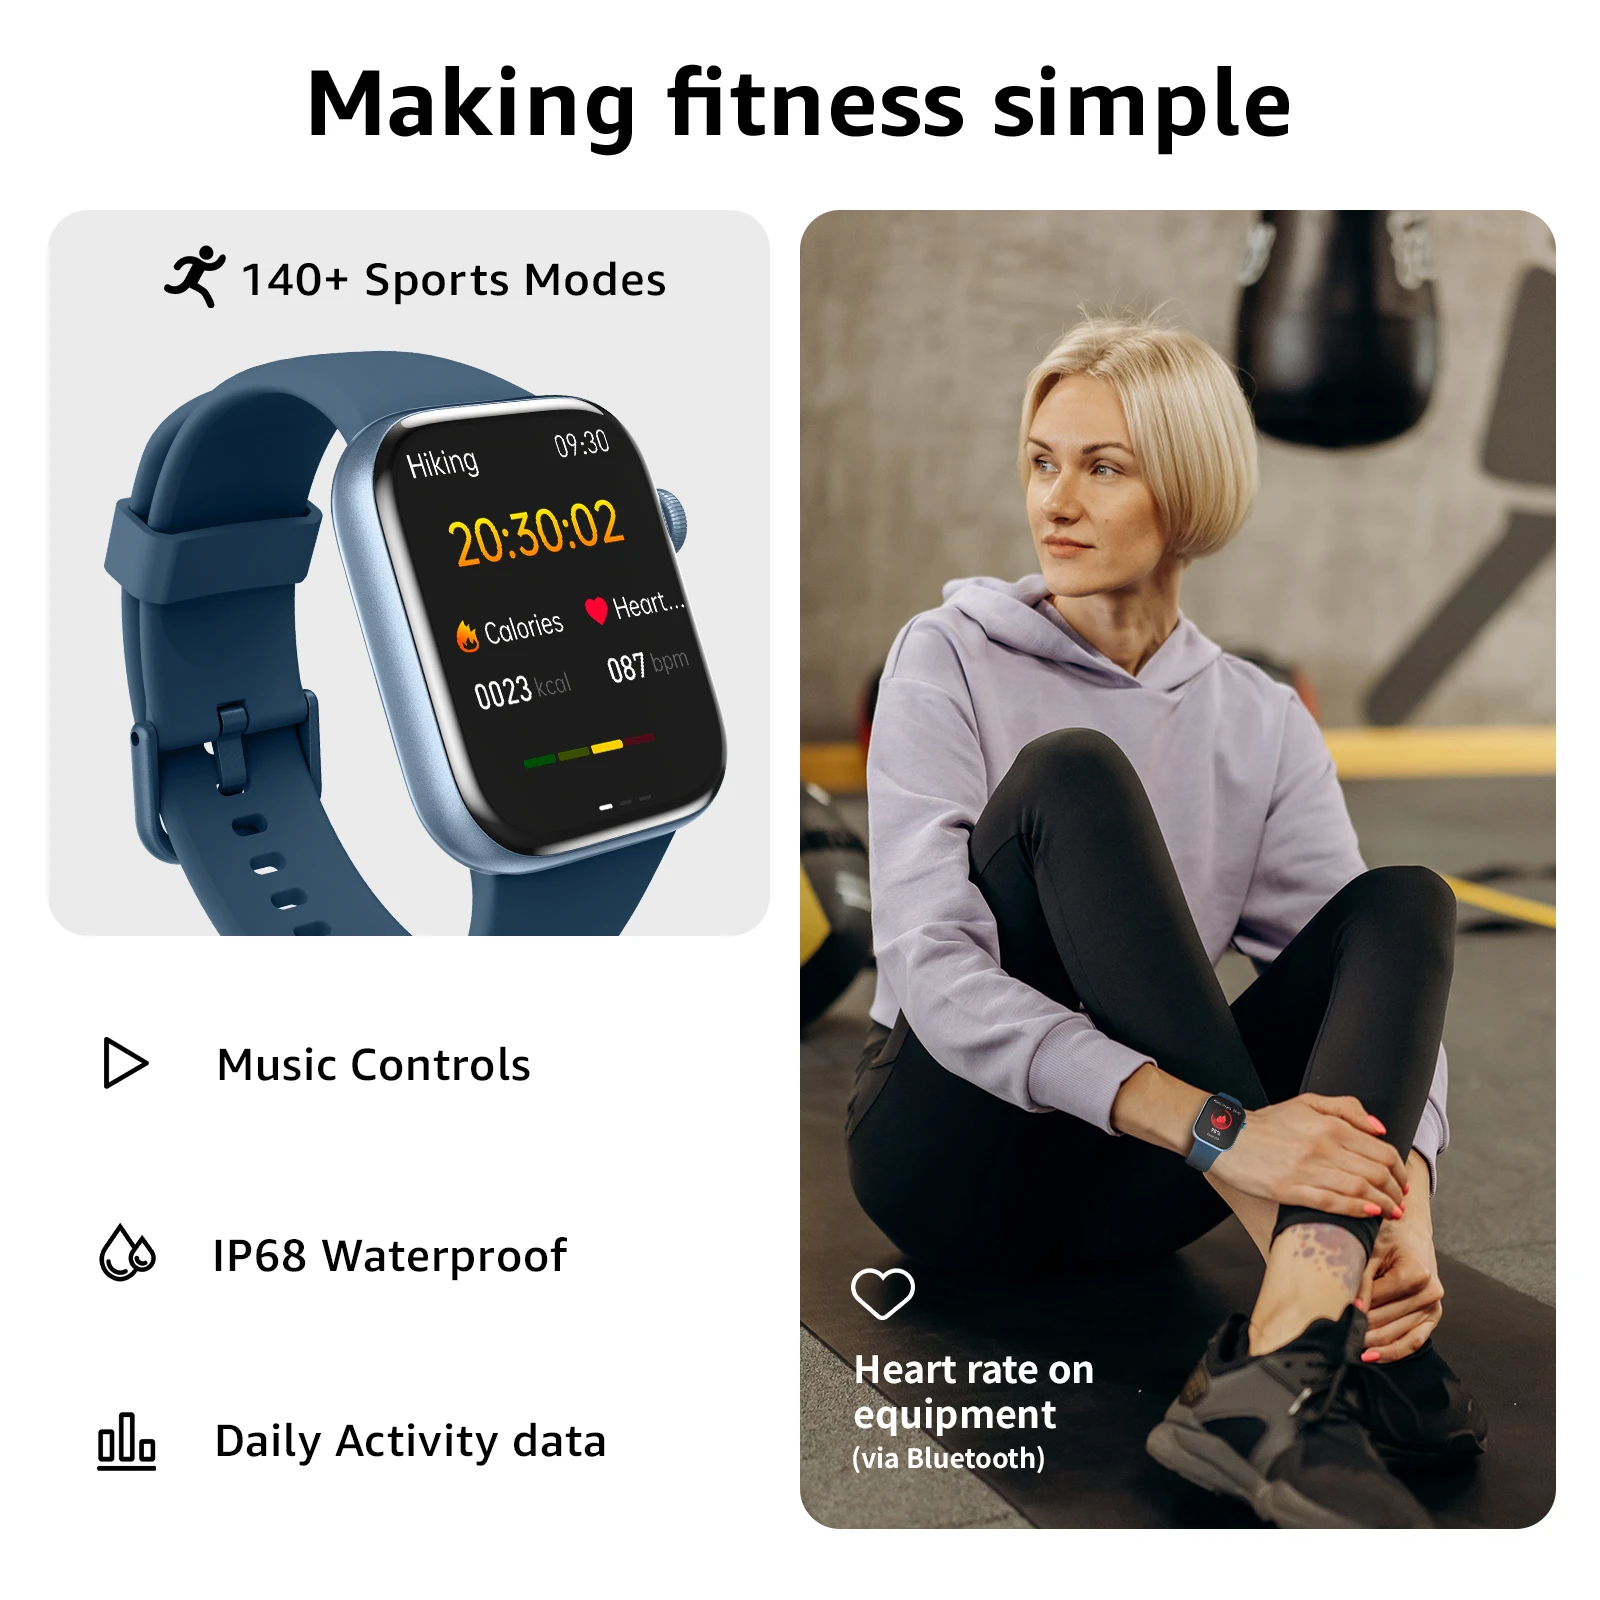 Making fitness simple
140+ Sports Modes
Hiking
09:30
20:30:02
Calories
Heart...
0023 kcal
087 bpm
Music Controls
IP68 Waterproof
Daily Activity data
Heart rate on
equipment
(via Bluetooth)